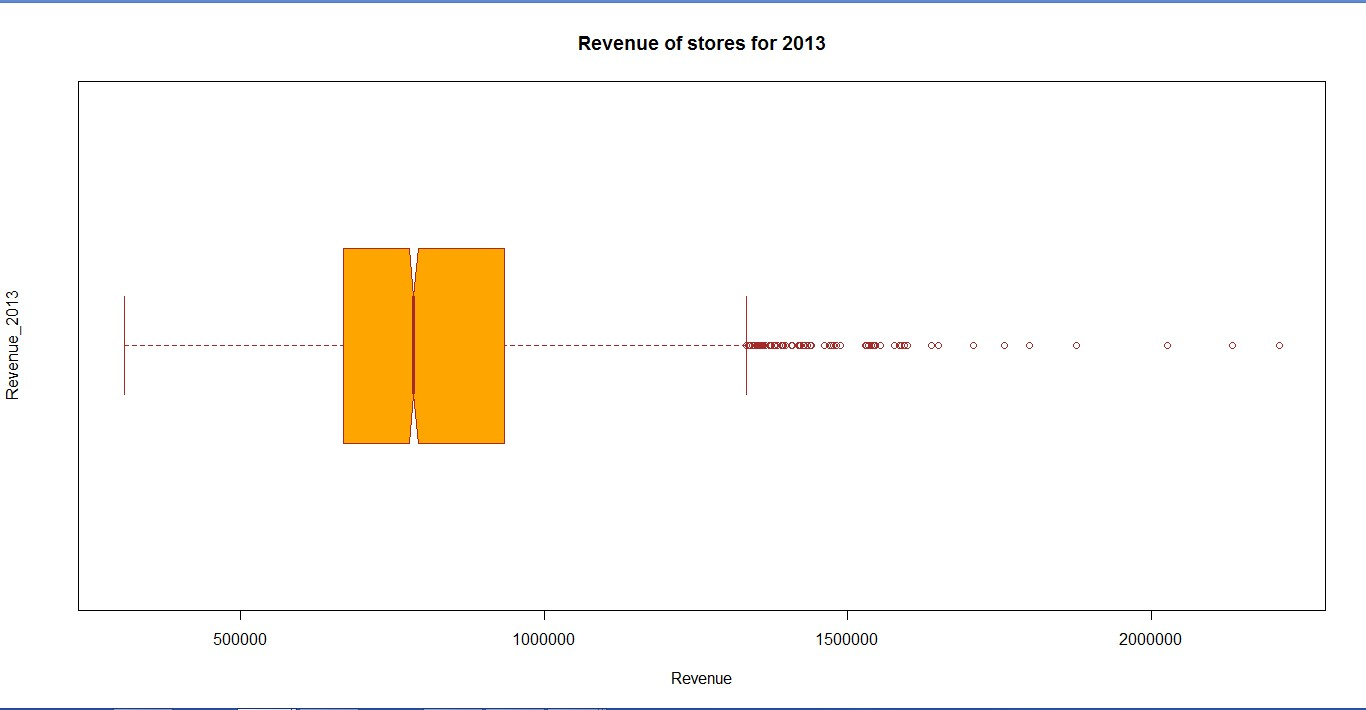 Revenue of stores for 2013
Revenue_2013
500000 1000000 1500000 2000000
Revenue